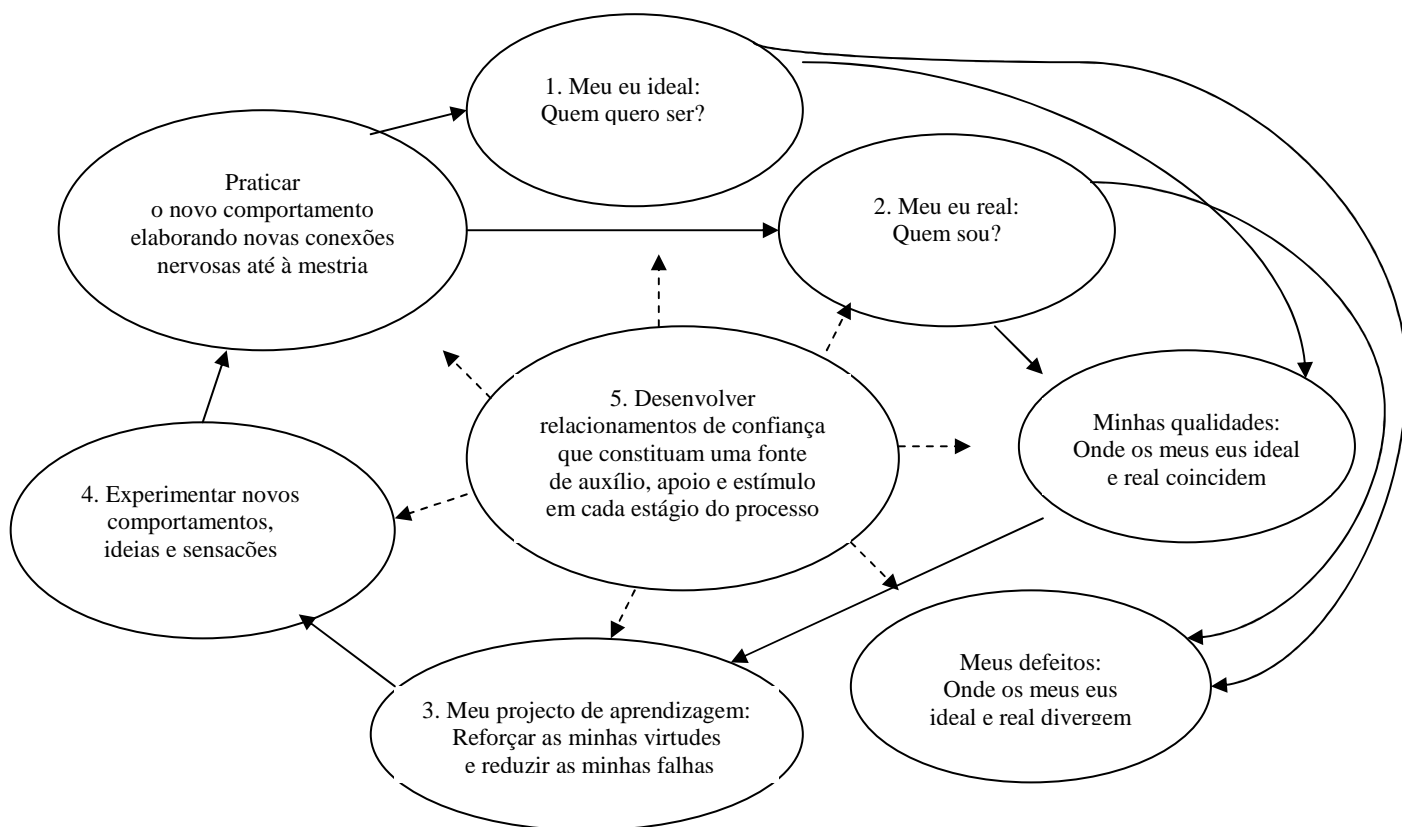 1. Meu eu ideal:
Quem quero ser?
Praticar
o novo comportamento
elaborando novas conexões
nervosas até à mestria
2. Meu eu real:
Quem sou?
5. Desenvolver
relacionamentos de confiança
que constituam uma fonte
de auxílio, apoio e estímulo
em cada estágio do processo
Minhas qualidades:
Onde os meus eus ideal
e real coincidem
4. Experimentar novos
comportamentos,
ideias e sensacões
Meus defeitos:
Onde os meus eus
ideal e real divergem
3. Meu projecto de aprendizagem:
Reforçar as minhas virtudes
e reduzir as minhas falhas